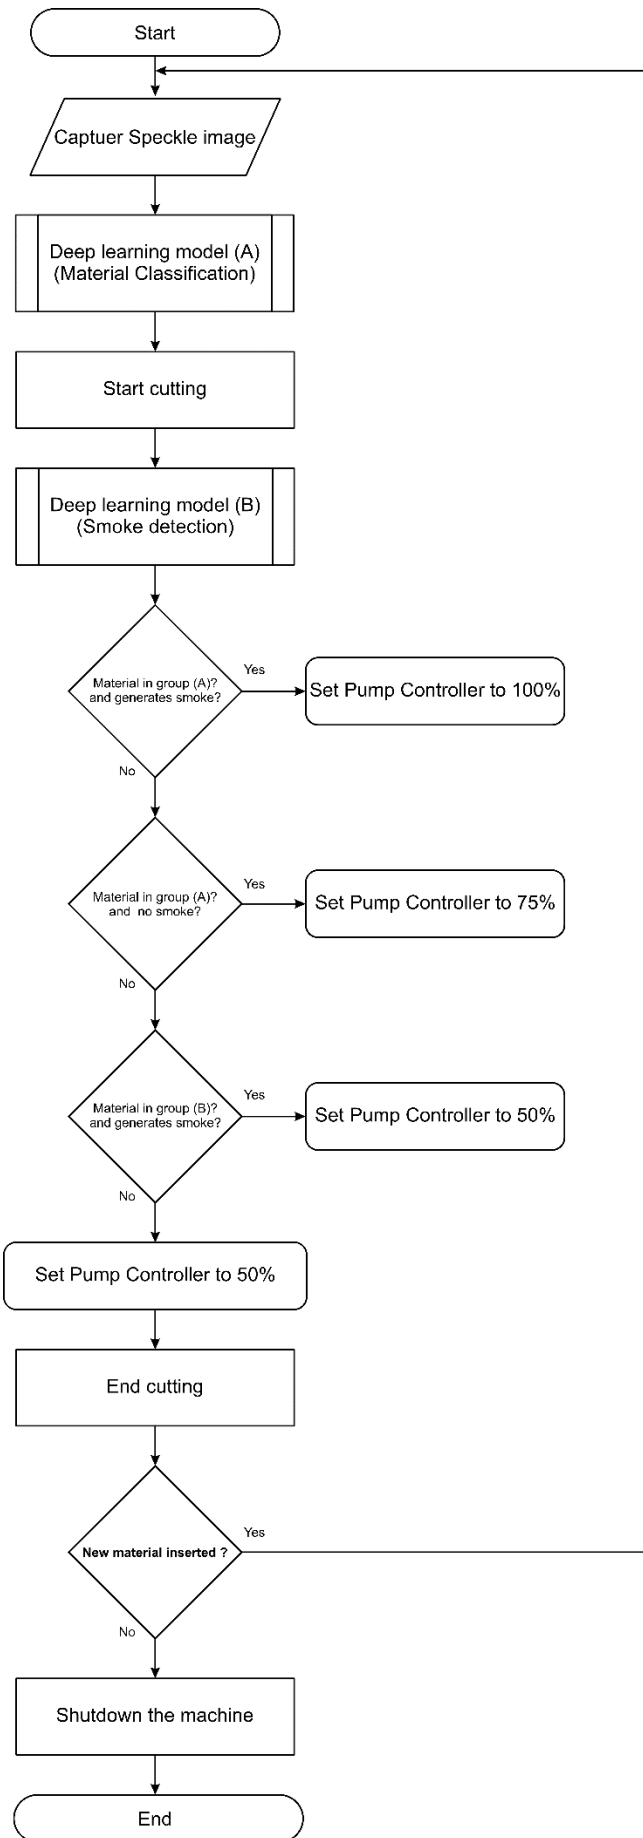 Start
Captuer Speckle image
Deep learning model (A)
(Material Classification)
Start cutting
Deep learning model (B)
(Smoke detection)
Material in group (A)?
and generates smoke?
Yes
Set Pump Controller to 100%
No
Material in group (A)?
and no smoke?
Yes
Set Pump Controller to 75%
No
Material in group (B)?
and generates smoke?
Yes
Set Pump Controller to 50%
No
Set Pump Controller to 50%
End cutting
New material inserted ?
Yes
No
Shutdown the machine
End